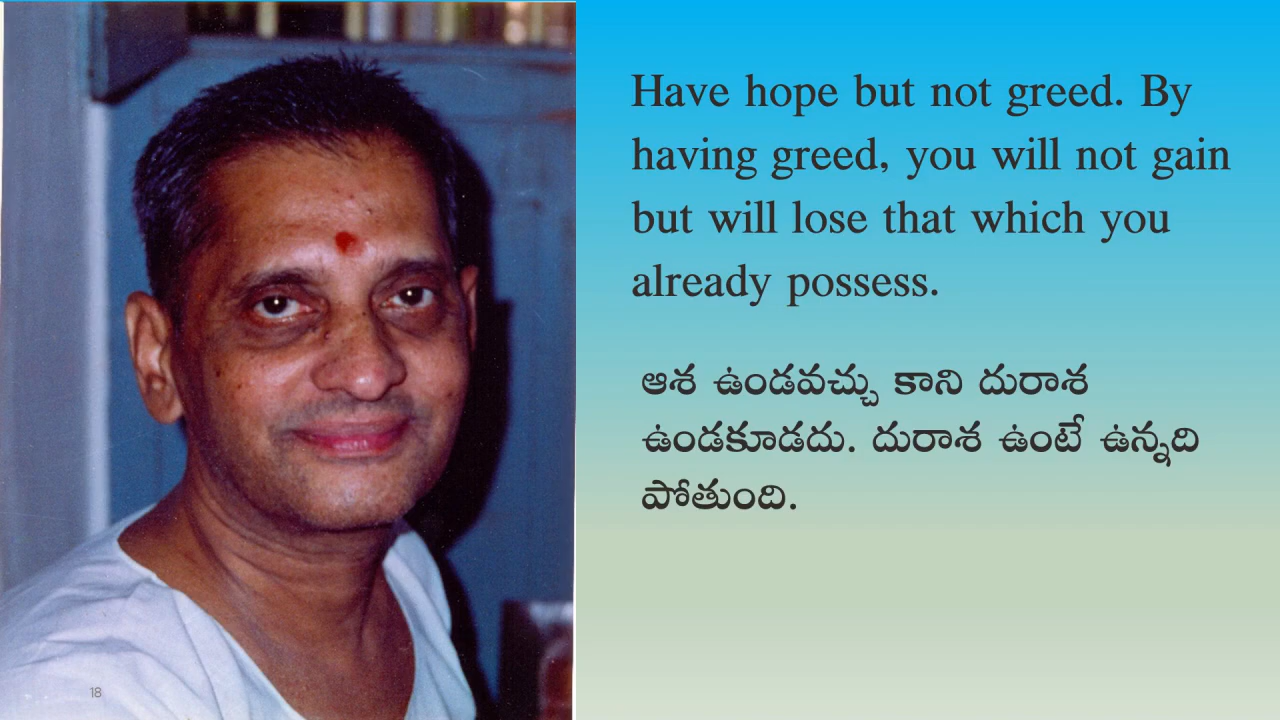 Have hope but not greed. By
having greed, you will not gain
but will lose that which you
already possess.
ఆశ ఉండవచ్చు కాని దురాశ
ఉండకూడదు. దురాశ ఉంటే ఉన్నది
పోతుంది.
18